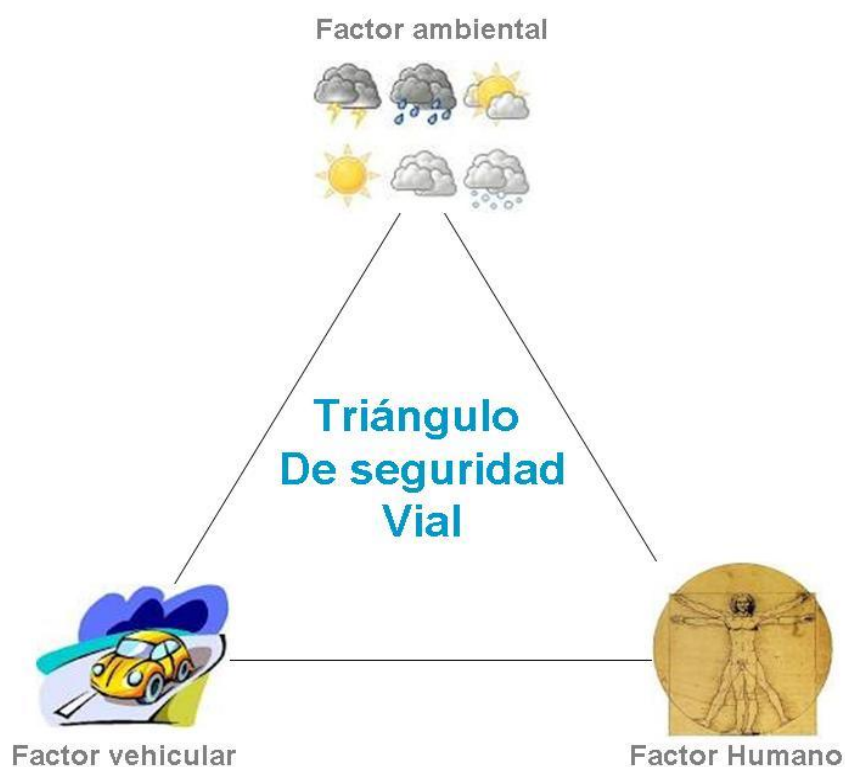 Factor ambiental
Triángulo
De seguridad
Vial
Factor vehicular
Factor Humano